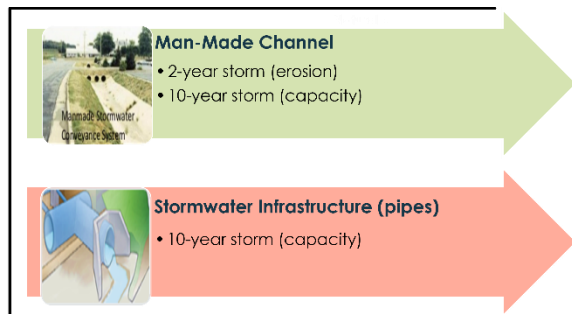 Man-Made Channel
• 2-year storm (erosion)
• 10-year storm (capacity)
Manmade Stormwater
Conveyance System
Stormwater Infrastructure (pipes)
• 10-year storm (capacity)